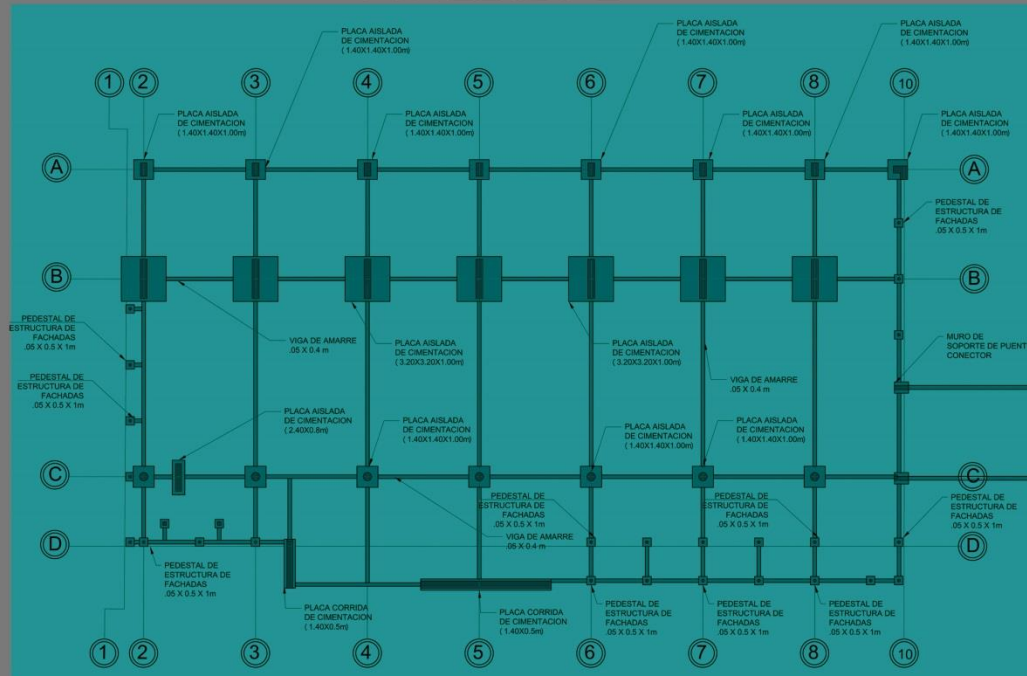 PLACA AISLADA
DE CIMENTACION
( 1.40X1.40X1.00m)
PLACA AISLADA
DE CIMENTACION
( 1.40X1.40X1.00m)
PLACA AISLADA
DE CIMENTACION
( 1.40X1.40X1.00m)
1
2
3
4
5
6
7
8
10
PLACA AISLADA
DE CIMENTACION
( 1.40X1.40X1.00m)
PLACA AISLADA
DE CIMENTACION
( 1.40X1.40X1.00m)
PLACA AISLADA
DE CIMENTACION
( 1.40X1.40X1.00m)
PLACA AISLADA
DE CIMENTACION
( 1.40X1.40X1.00m)
PLACA AISLADA
DE CIMENTACION
( 1.40X1.40X1.00m)
A
A
PEDESTAL DE
ESTRUCTURA DE
FACHADAS
.05 X 0.5 X 1m
B
B
PEDESTAL DE
ESTRUCTURA DE
FACHADAS
.05 X 0.5 X 1m
VIGA DE AMARRE
.05 X 0.4 m
PLACA AISLADA
DE CIMENTACION
( 3.20X3.20X1.00m)
PLACA AISLADA
DE CIMENTACION
( 3.20X3.20X1.00m)
VIGA DE AMARRE
.05 X 0.4 m
MURO DE
SOPORTE DE PUENT
CONECTOR
PEDESTAL DE
ESTRUCTURA DE
FACHADAS
.05 X 0.5 X 1m
PLACA AISLADA
DE CIMENTACION
( 2.40X0.8m)
PLACA AISLADA
DE CIMENTACION
( 1.40X1.40X1.00m)
PLACA AISLADA
DE CIMENTACION
( 1.40X1.40X1.00m)
PLACA AISLADA
DE CIMENTACION
( 1.40X1.40X1.00m)
C
C
PEDESTAL DE
ESTRUCTURA DE
FACHADAS
.05 X 0.5 X 1m
PEDESTAL DE
ESTRUCTURA DE
FACHADAS
.05 X 0.5 X 1m
PEDESTAL DE
ESTRUCTURA DE
FACHADAS
.05 X 0.5 X 1m
VIGA DE AMARRE
.05 X 0.4 m
D
D
PEDESTAL DE
ESTRUCTURA DE
FACHADAS
.05 X 0.5 X 1m
PLACA CORRIDA
DE CIMENTACION
( 1.40X0.5m)
PLACA CORRIDA
DE CIMENTACION
( 1.40X0.5m)
PEDESTAL DE
ESTRUCTURA DE
FACHADAS
.05 X 0.5 X 1m
PEDESTAL DE
ESTRUCTURA DE
FACHADAS
.05 X 0.5 X 1m
PEDESTAL DE
ESTRUCTURA DE
FACHADAS
.05 X 0.5 X 1m
1
2
3
4
5
6
7
8
10